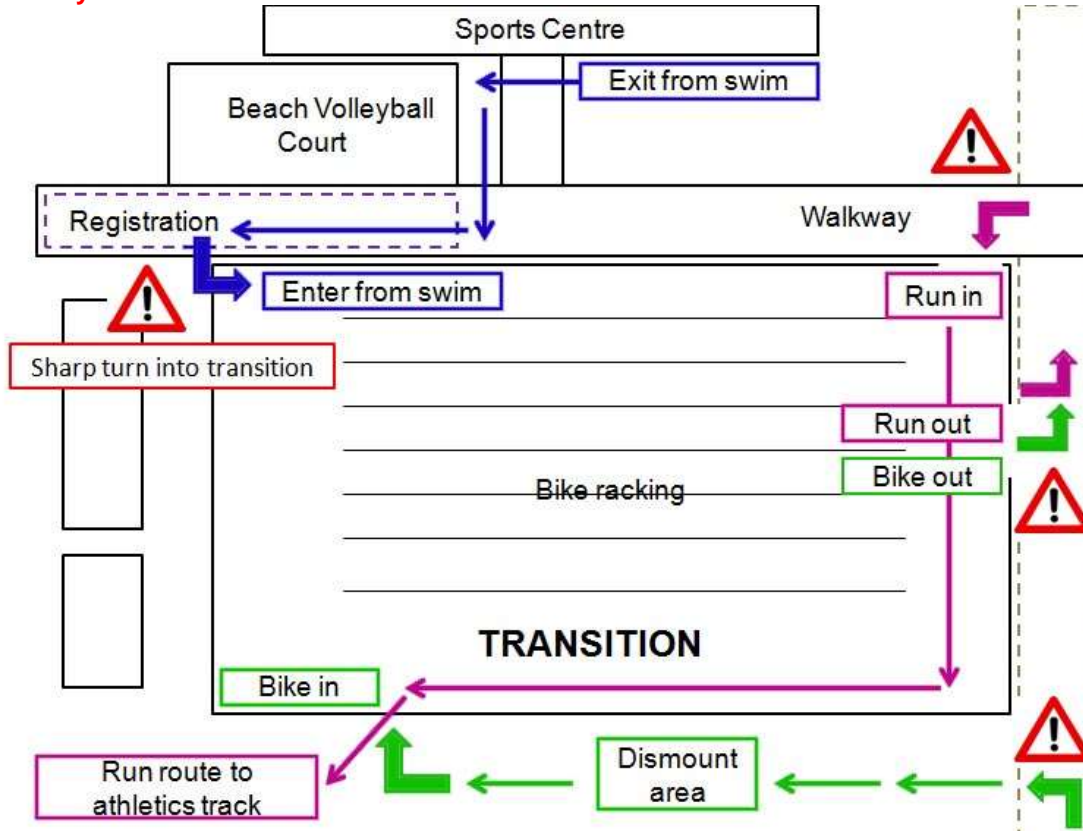 Sports Centre
Exit from swim
Beach Volleyball
Court
Registration
Walkway
Enter from swim
Run in
Sharp turn into transition
Run out
Bike out
Bike racking
TRANSITION
Bike in
Run route to
athletics track
Dismount
area